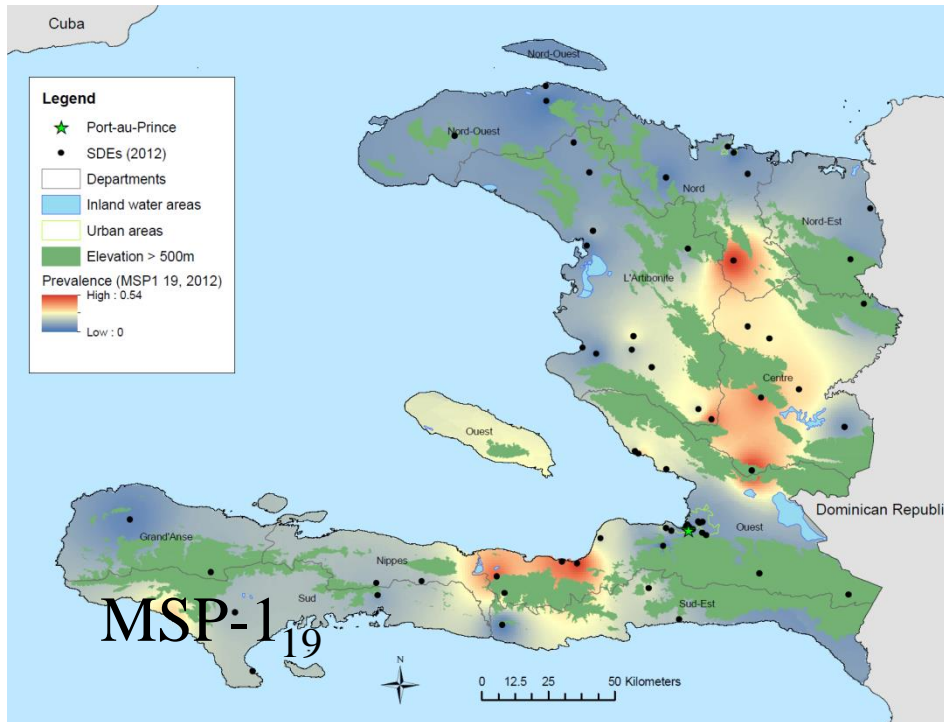 Cuba
Nord-Ouest
Legend
Port-au-Prince
SDEs (2012)
Departments
Inland water areas
Urban areas
Elevation > 500m
Prevalence (MSP1 19, 2012)
High : 0.54
Low : 0
Nord-Ouest
Nord
Nord-Est
L'Artibonite
Centre
Ouest
Dominican Republi
Ouest
Grand'Anse
Nippes
Sud
Sud-Est
MSP-1₁₉
N
0 12.5 25 50 Kilometers